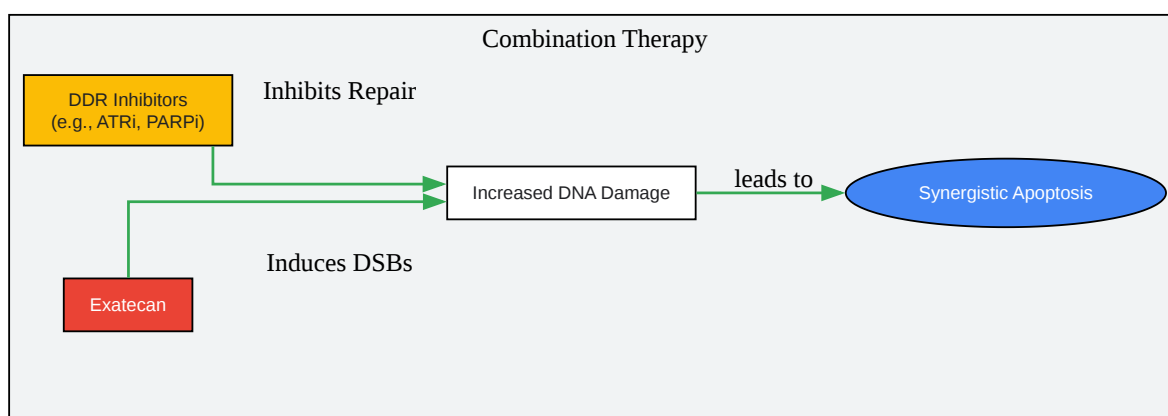 Combination Therapy
DDR Inhibitors
(e.g., ATRi, PARPi)
Inhibits Repair
Increased DNA Damage
leads to
Synergistic Apoptosis
Induces DSBs
Exatecan